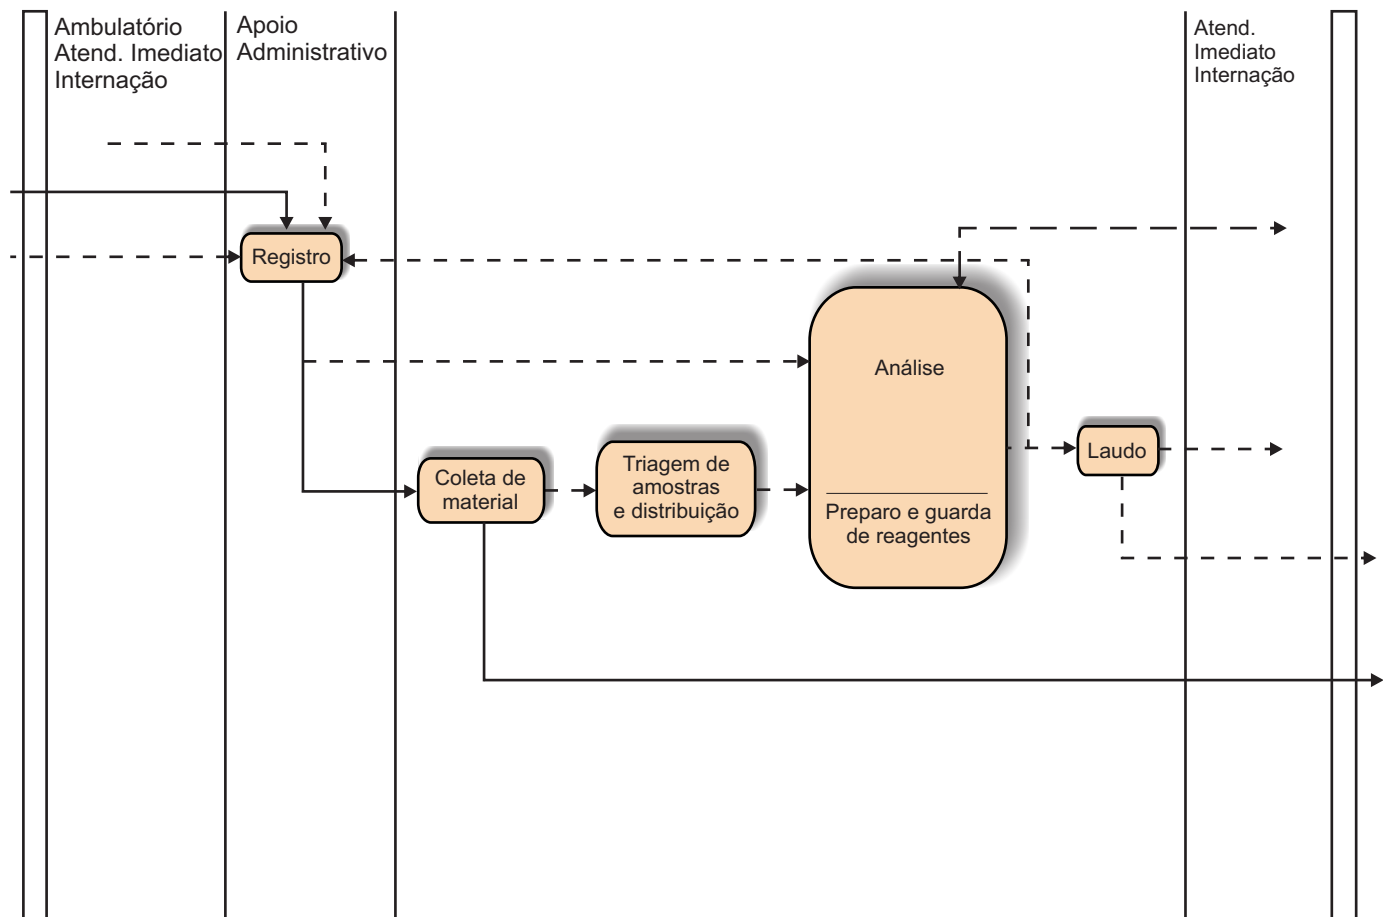 Ambulatório
Atend. Imediato
Internação
Apoio
Administrativo
Atend.
Imediato
Internação
Registro
Análise
Laudo
Coleta de
material
Triagem de
amostras
e distribuição
Preparo e guarda
de reagentes